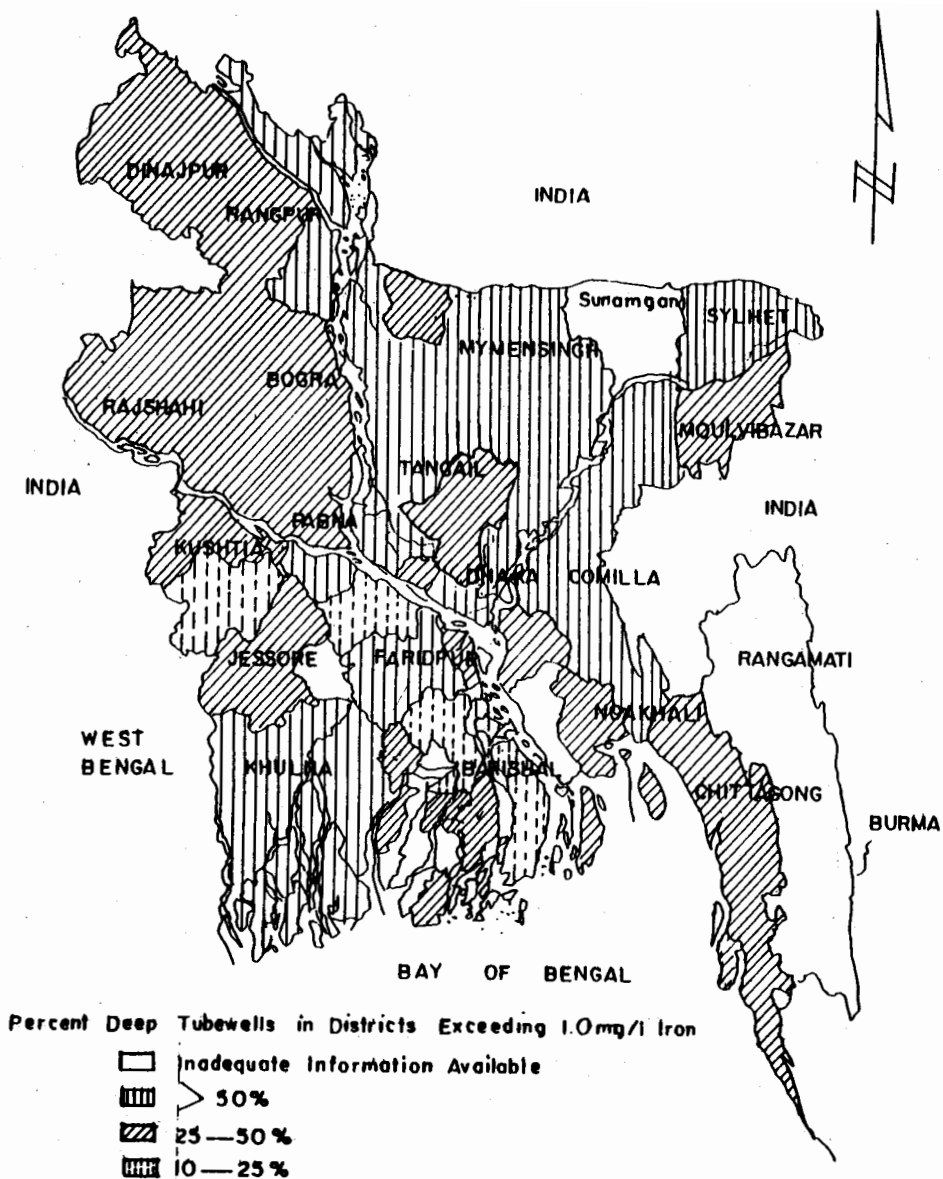 DINAJPUR
RANGPUR
INDIA
Sunamganj
SYLHET
MYMENSINGH
BOGRA
RAJSHAHI
MOULVIBAZAR
TANGAIL
INDIA
INDIA
PABNA
KUSHTIA
DHAKA
COMILLA
JESSORE
FARIDPUR
RANGAMATI
NOAKHALI
WEST
BENGAL
KHULNA
BARISHAL
CHITTAGONG
BURMA
BAY OF BENGAL
Percent Deep Tubewells in Districts Exceeding 1.0mg/l Iron
Inadequate Information Available
> 50%
25—50%
10—25%
N